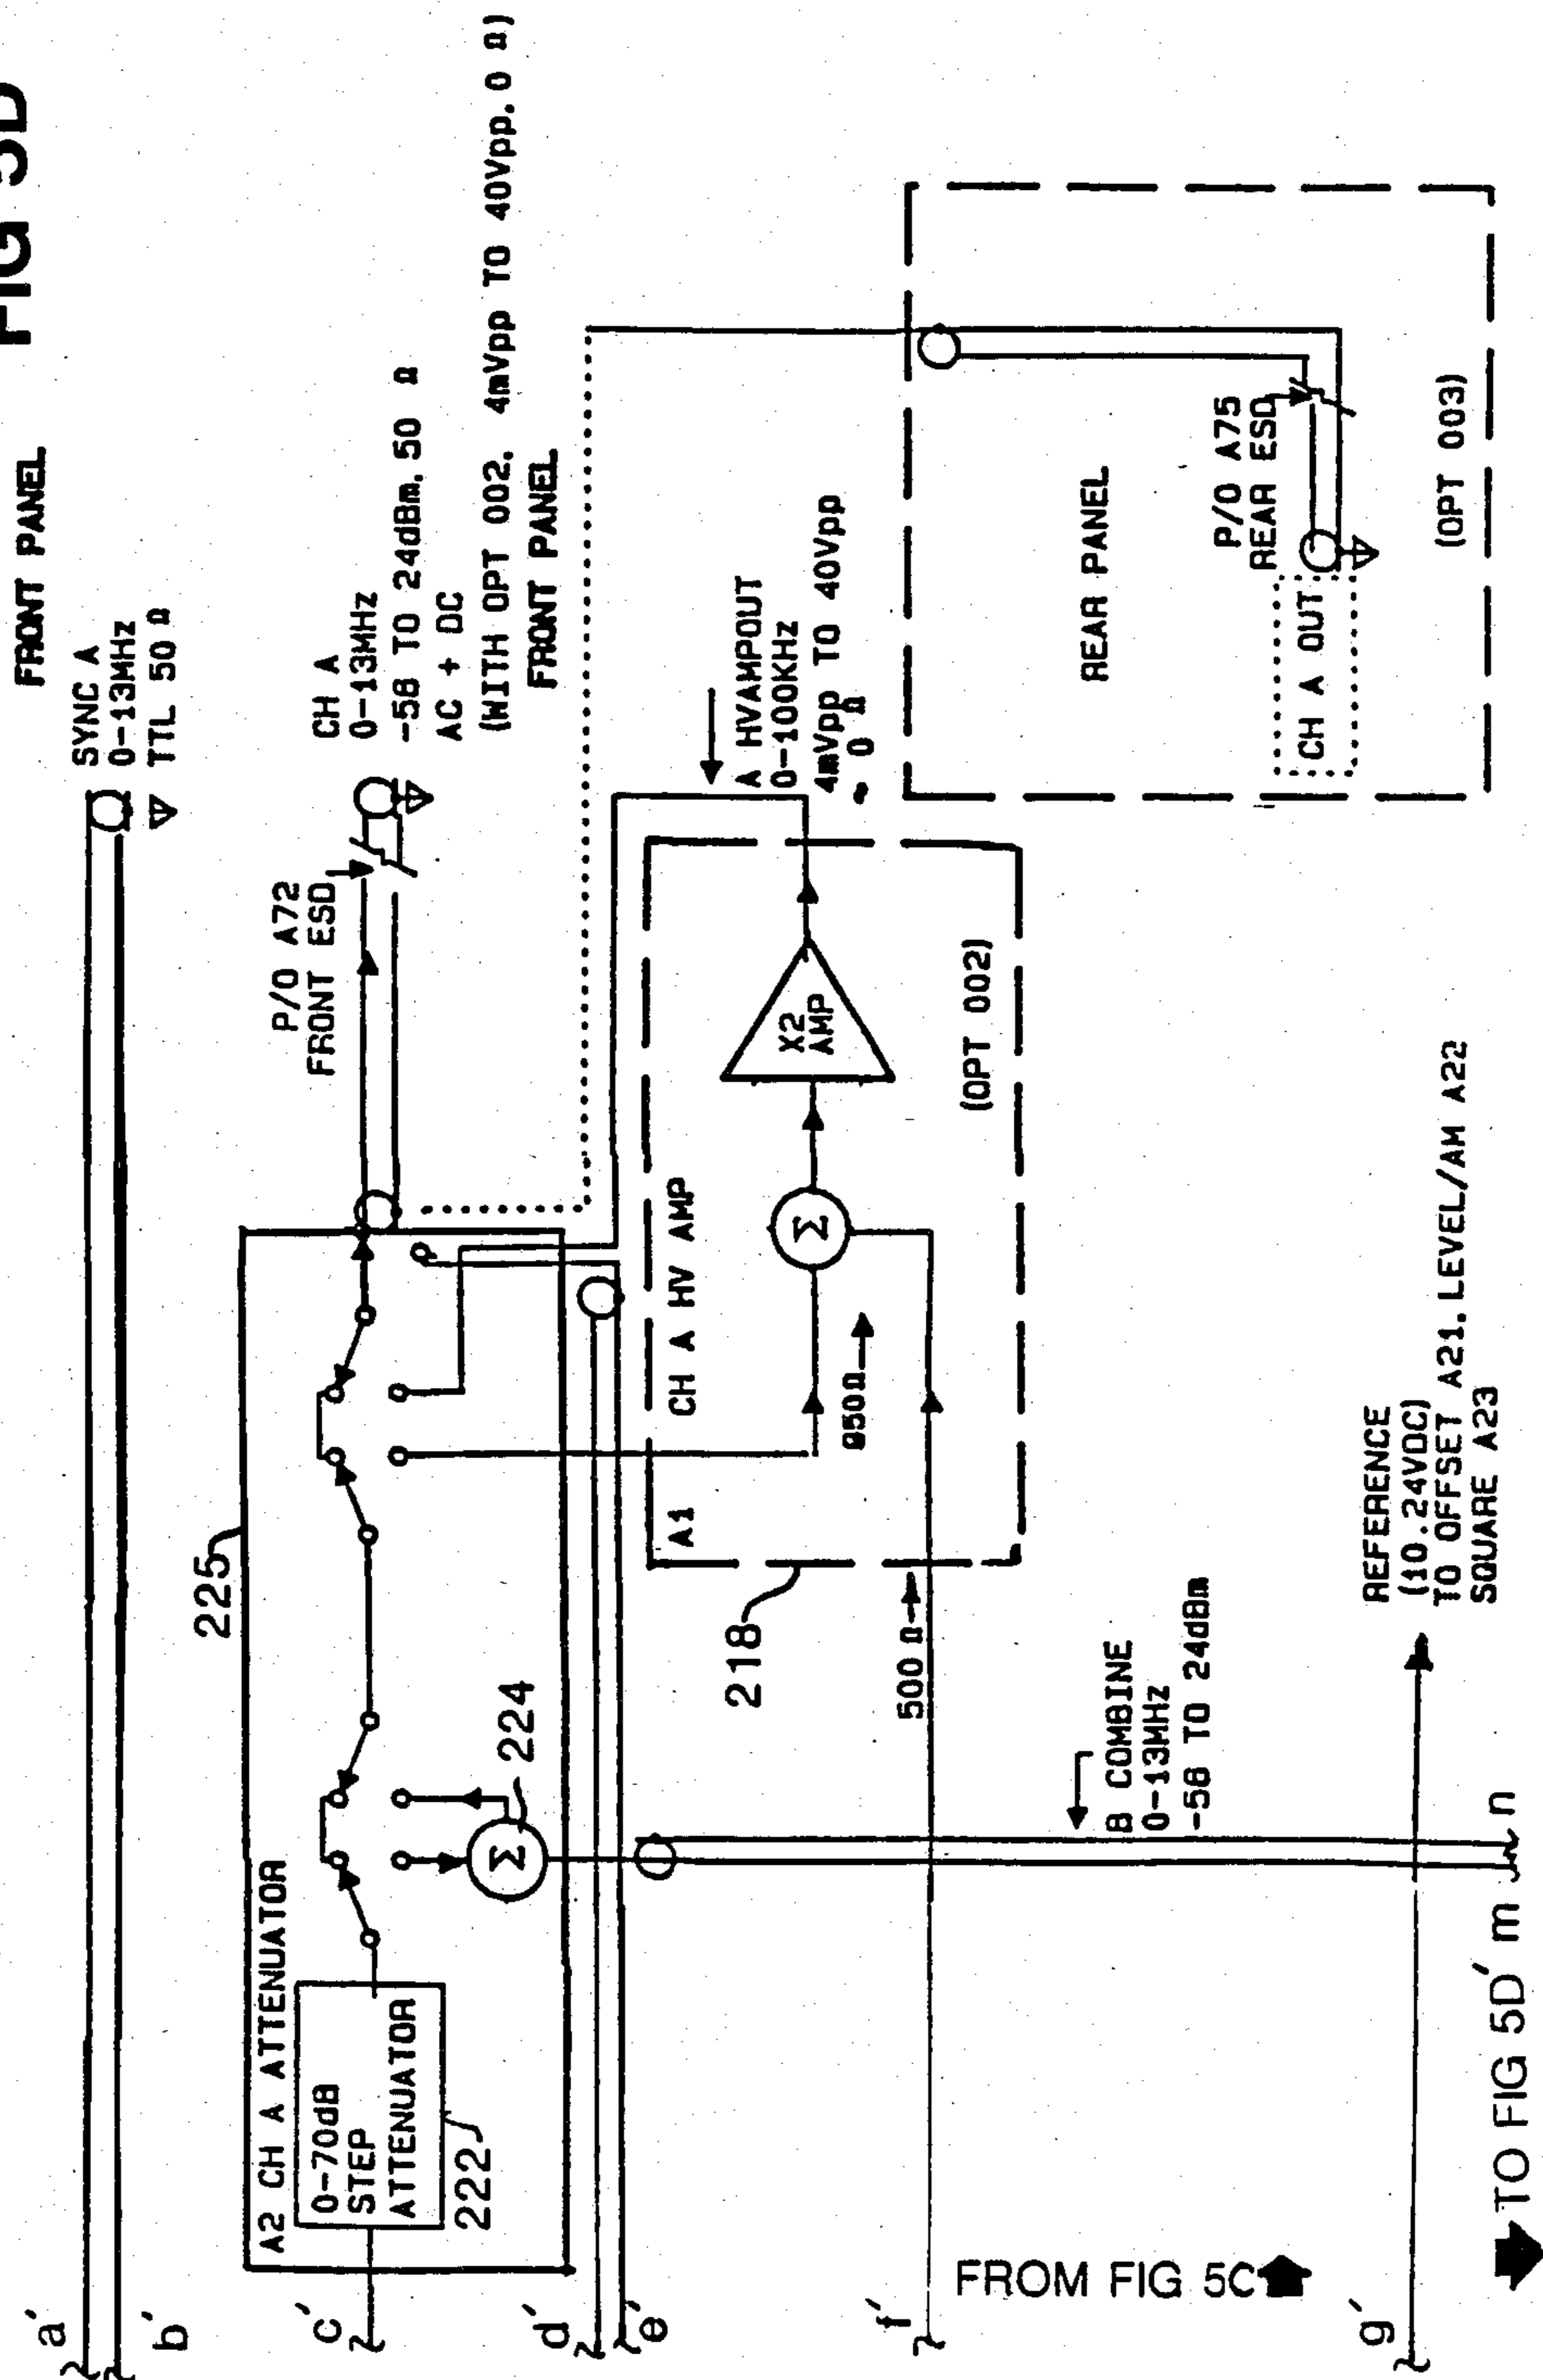 FIG 5D
FRONT PANEL
SYNC A
0-13MHz
TTL 50 Ω
CH A
0-13MHz
-58 TO 24dBm, 50 Ω
AC + DC
(WITH OPT 002, 4mVpp TO 40Vpp, 0 Ω)
FRONT PANEL
P/O A72
FRONT ESD
225
A2 CH A ATTENUATOR
0-70dB
STEP
ATTENUATOR
222
Σ
224
A HVAMPOUT
0-100KHz
4mVpp TO 40Vpp
~ 0 Ω
A1 CH A HV AMP
Σ
X2
AMP
950Ω
(OPT 002)
218
500 Ω
REAR PANEL
P/O A75
REAR ESD
CH A OUT
(OPT 003)
B COMBINE
0-13MHz
-58 TO 24dBm
REFERENCE
(10.24VDC)
TO OFFSET A21, LEVEL/AM A22
SQUARE A23
a'
b'
c'
d'
e'
f'
g'
FROM FIG 5C
TO FIG 5D' m n